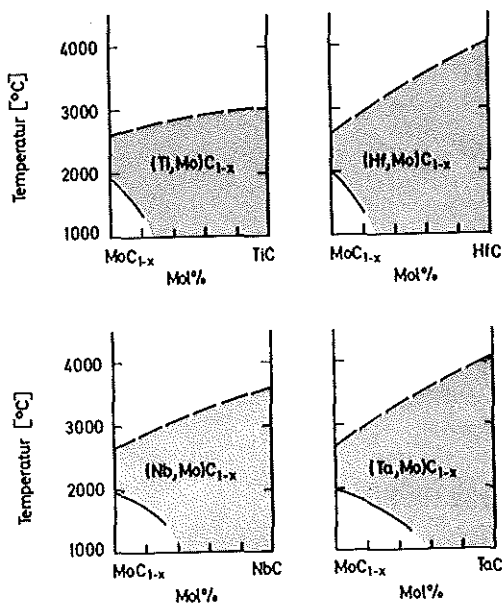 4000
3000
2000
1000
Temperatur [°C]
(Ti,Mo)C1-x
MoC1-x
TiC
Mol%
(Hf,Mo)C1-x
MoC1-x
HfC
Mol%
4000
3000
2000
1000
Temperatur [°C]
(Nb,Mo)C1-x
MoC1-x
NbC
Mol%
(Ta,Mo)C1-x
MoC1-x
TaC
Mol%